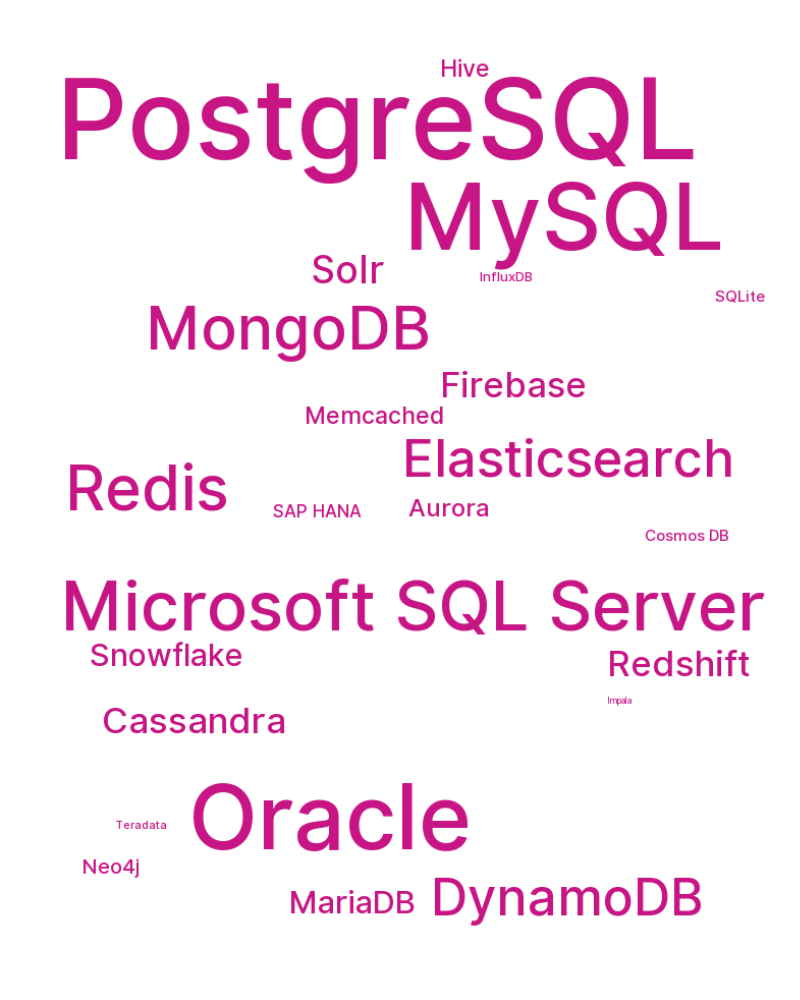 Hive
PostgreSQL
MySQL
Solr
InfluxDB
SQLite
MongoDB
Firebase
Memcached
Elasticsearch
Redis
SAP HANA
Aurora
Cosmos DB
Microsoft SQL Server
Snowflake
Redshift
Impala
Cassandra
Oracle
Teradata
Neo4j
MariaDB
DynamoDB